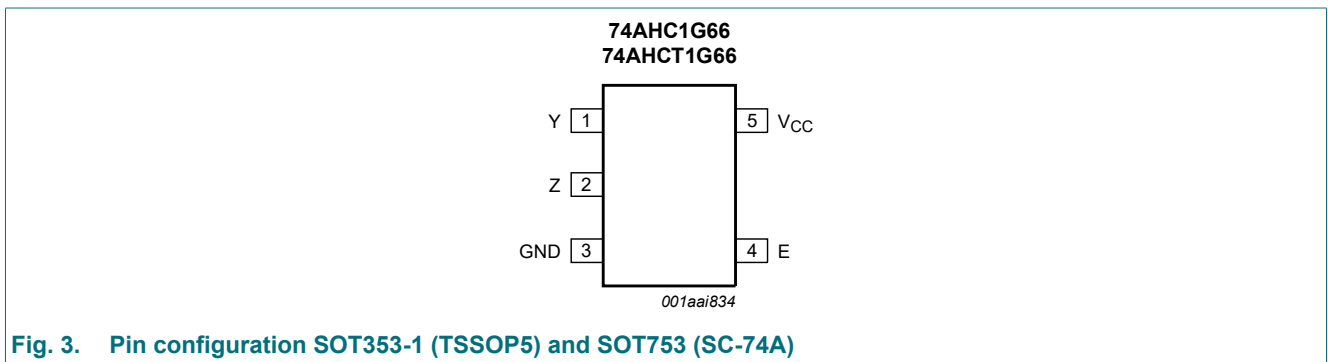 74AHC1G66
74AHCT1G66
Y 1 5 VCC
Z 2
GND 3 4 E
001aai834
Fig. 3. Pin configuration SOT353-1 (TSSOP5) and SOT753 (SC-74A)